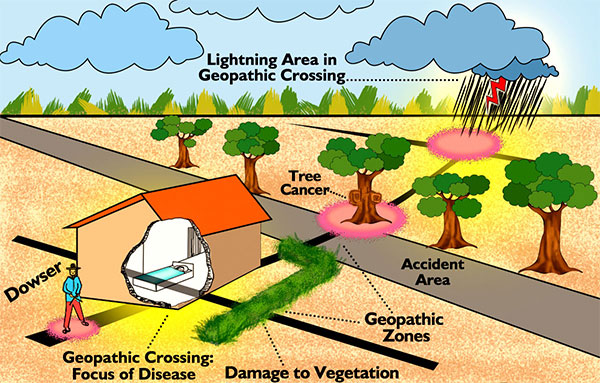 Lightning Area in
Geopathic Crossing
Tree
Cancer
Dowser
Accident
Area
Geopathic
Zones
Geopathic Crossing:
Focus of Disease
Damage to Vegetation